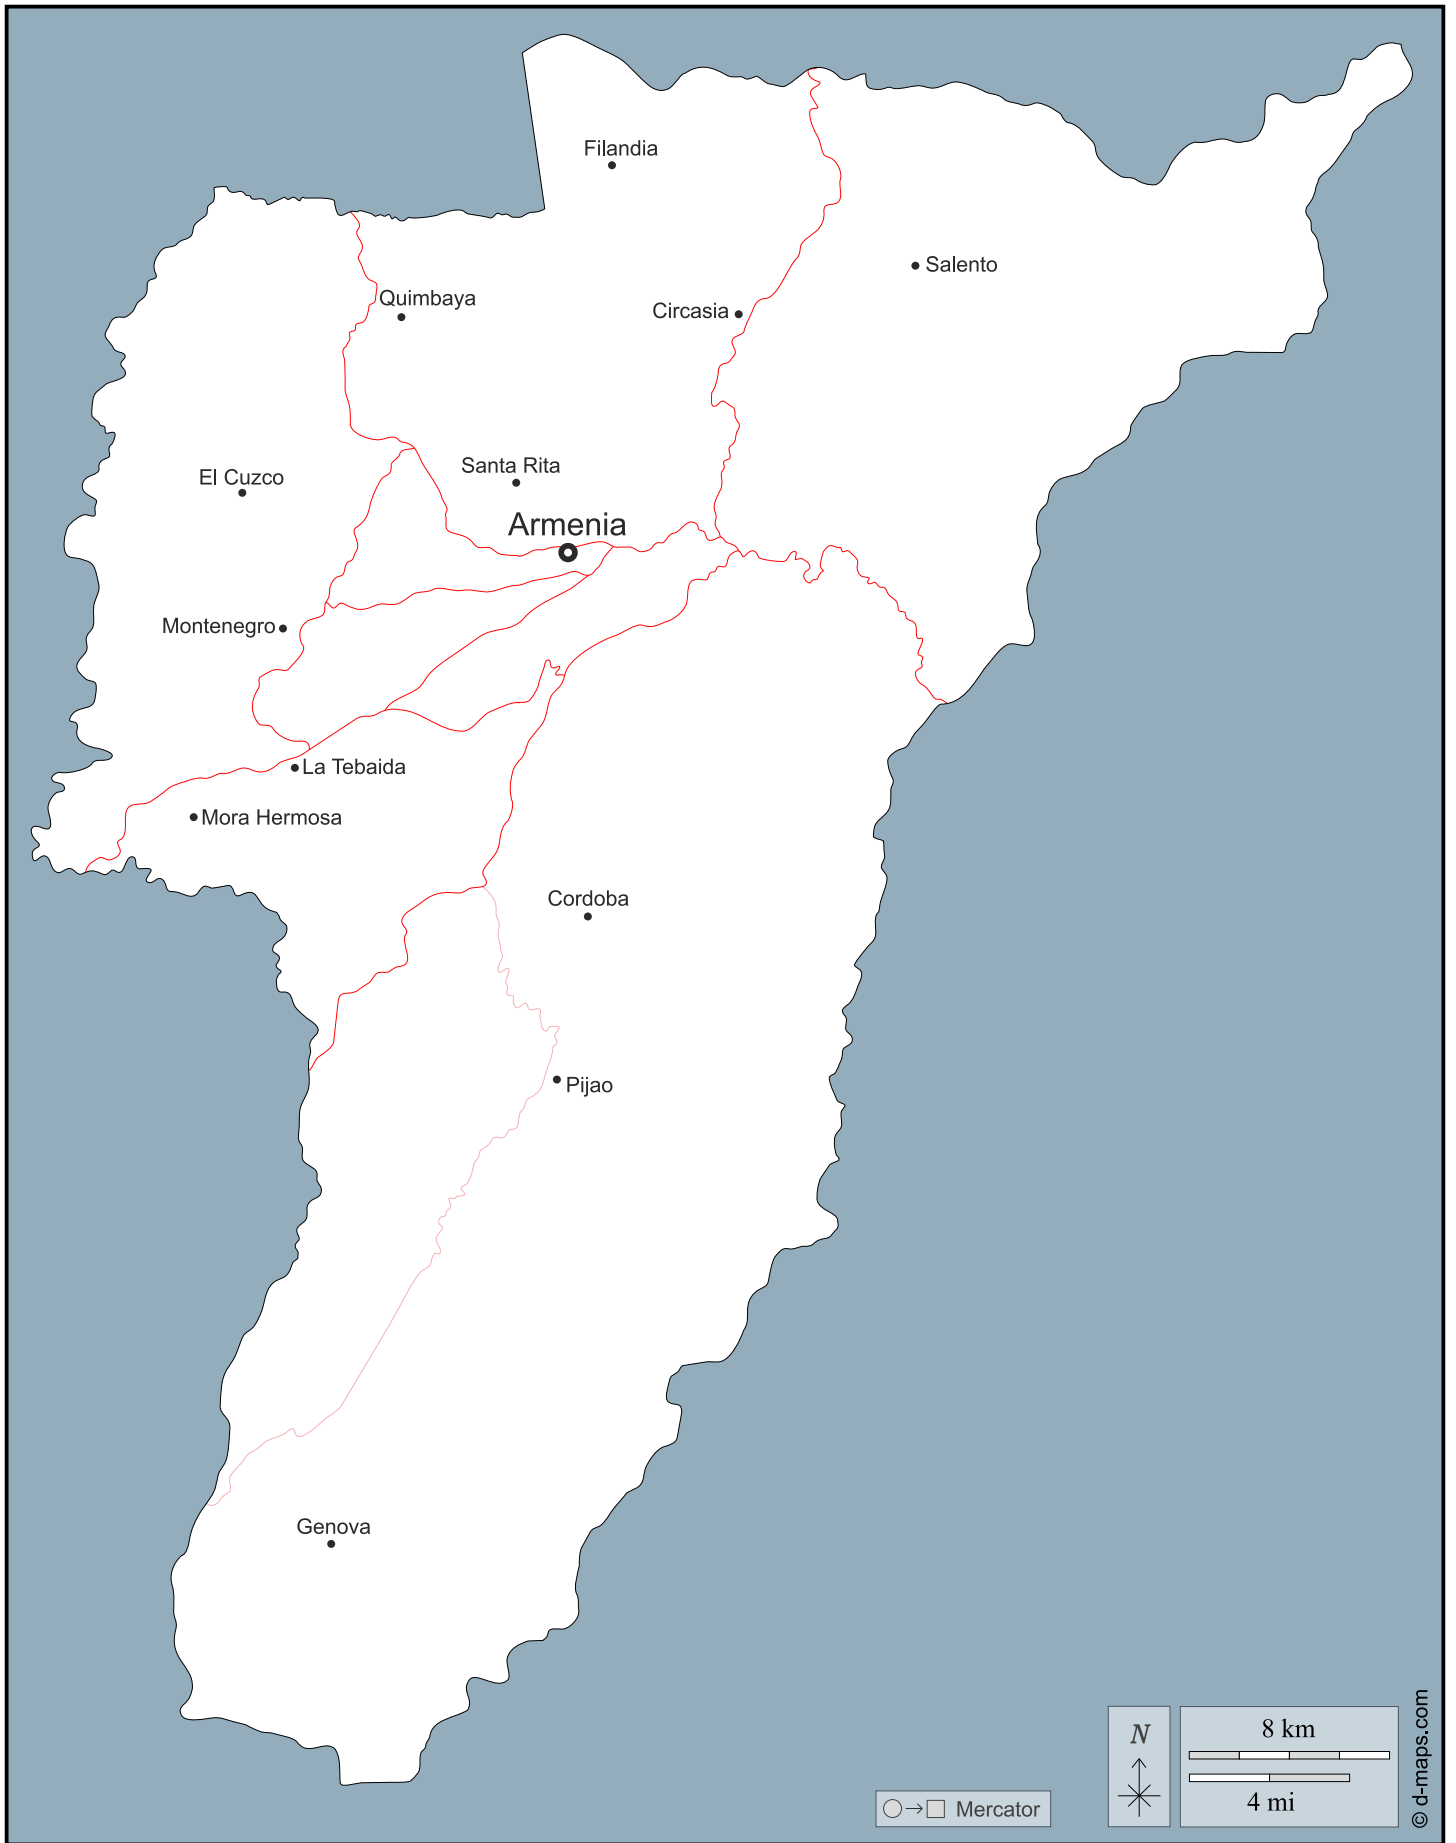 Filandia
Salento
Quimbaya
Circasia
Santa Rita
El Cuzco
Armenia
Montenegro
La Tebaida
Mora Hermosa
Cordoba
Pijao
Genova
N
8 km
4 mi
Mercator
© d-maps.com